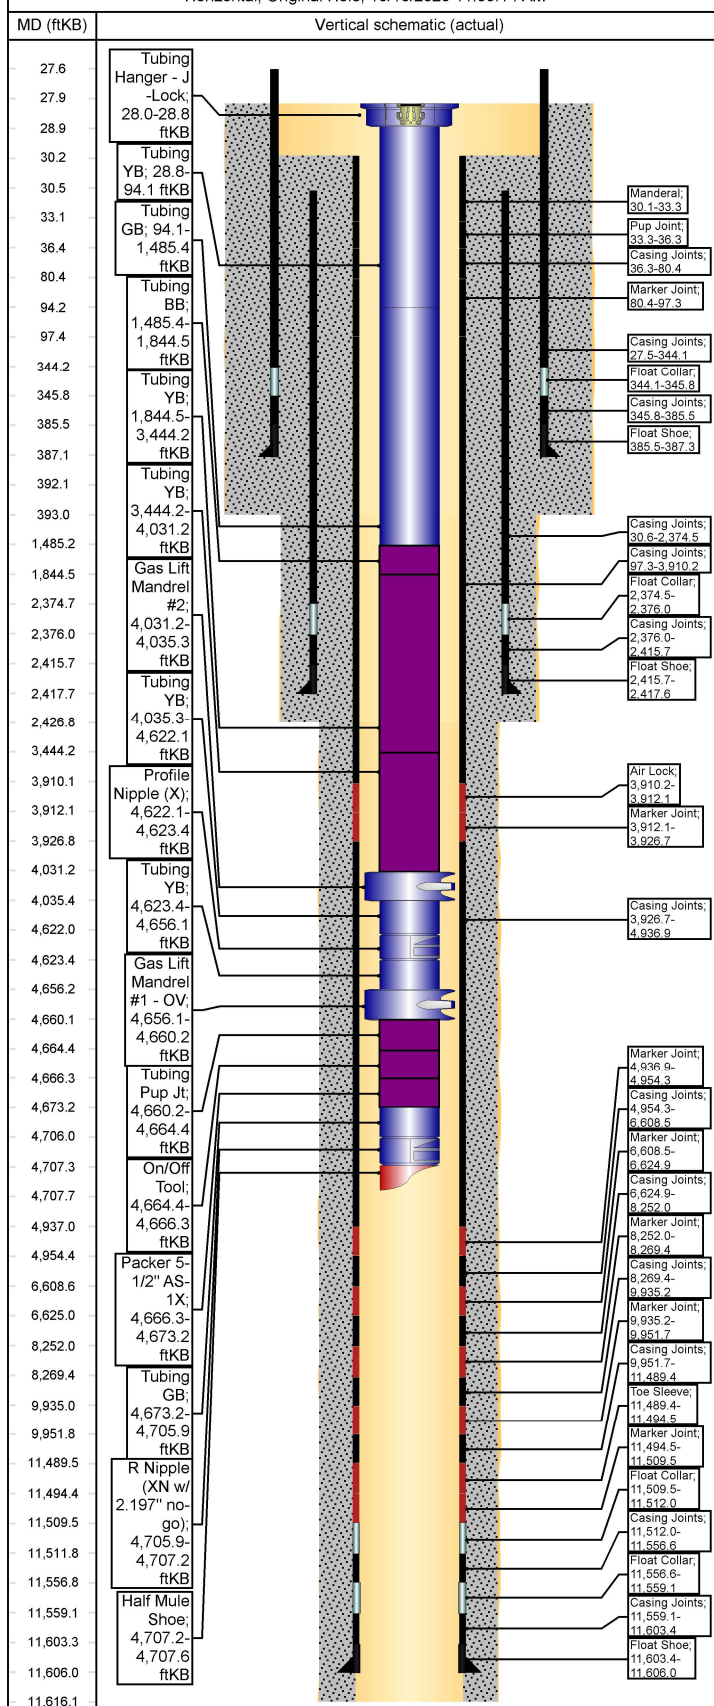 MD (ftKB)
Vertical schematic (actual)
27.6
27.9
28.9
30.2
30.5
33.1
36.4
80.4
94.2
97.4
344.2
345.8
385.5
387.1
392.1
393.0
1,485.2
1,844.5
2,374.7
2,376.0
2,415.7
2,417.7
2,426.8
3,444.2
3,910.1
3,912.1
3,926.8
4,031.2
4,035.4
4,622.0
4,623.4
4,656.2
4,660.1
4,664.4
4,666.3
4,673.2
4,706.0
4,707.3
4,707.7
4,937.0
4,954.4
6,608.6
6,625.0
8,252.0
8,269.4
9,935.0
9,951.8
11,489.5
11,494.4
11,509.5
11,511.8
11,556.8
11,559.1
11,603.3
11,606.0
11,616.1
Tubing
Hanger - J
-Lock;
28.0-28.8
ftKB
Tubing
YB; 28.8-
94.1 ftKB
Tubing
GB; 94.1-
1,485.4
ftKB
Tubing
BB;
1,485.4-
1,844.5
ftKB
Tubing
YB;
1,844.5-
3,444.2
ftKB
Tubing
YB;
3,444.2-
4,031.2
ftKB
Gas Lift
Mandrel
#2;
4,031.2-
4,035.3
ftKB
Tubing
YB;
4,035.3-
4,622.1
ftKB
Profile
Nipple (X);
4,622.1-
4,623.4
ftKB
Tubing
YB;
4,623.4-
4,656.1
ftKB
Gas Lift
Mandrel
#1 - OV;
4,656.1-
4,660.2
ftKB
Tubing
Pup Jt;
4,660.2-
4,664.4
ftKB
On/Off
Tool;
4,664.4-
4,666.3
ftKB
Packer 5-
1/2" AS-
1X;
4,666.3-
4,673.2
ftKB
Tubing
GB;
4,673.2-
4,705.9
ftKB
R Nipple
(XN w/
2.197" no-
go);
4,705.9-
4,707.2
ftKB
Half Mule
Shoe;
4,707.2-
4,707.6
ftKB
Manderal;
30.1-33.3
Pup Joint;
33.3-36.3
Casing Joints;
36.3-80.4
Marker Joint;
80.4-97.3
Casing Joints;
27.5-344.1
Float Collar;
344.1-345.8
Casing Joints;
345.8-385.5
Float Shoe;
385.5-387.3
Casing Joints;
30.6-2,374.5
Casing Joints;
97.3-3,910.2
Float Collar;
2,374.5-
2,376.0
Casing Joints;
2,376.0-
2,415.7
Float Shoe;
2,415.7-
2,417.6
Air Lock;
3,910.2-
3,912.1
Marker Joint;
3,912.1-
3,926.7
Casing Joints;
3,926.7-
4,936.9
Marker Joint;
4,936.9-
4,954.3
Casing Joints;
4,954.3-
6,608.5
Marker Joint;
6,608.5-
6,624.9
Casing Joints;
6,624.9-
8,252.0
Marker Joint;
8,252.0-
8,269.4
Casing Joints;
8,269.4-
9,935.2
Marker Joint;
9,935.2-
9,951.7
Casing Joints;
9,951.7-
11,489.4
Toe Sleeve;
11,489.4-
11,494.5
Marker Joint;
11,494.5-
11,509.5
Float Collar;
11,509.5-
11,512.0
Casing Joints;
11,512.0-
11,556.6
Float Collar;
11,556.6-
11,559.1
Casing Joints;
11,559.1-
11,603.4
Float Shoe;
11,603.4-
11,606.0